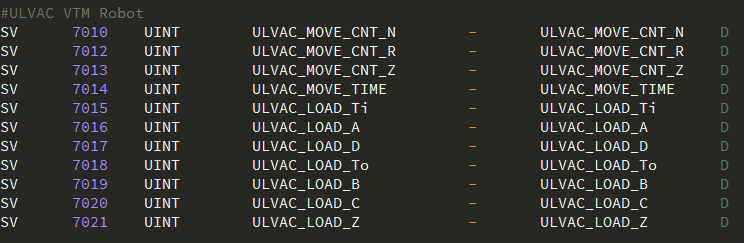 #ULVAC VTM Robot
SV 7010 UINT ULVAC_MOVE_CNT_N - ULVAC_MOVE_CNT_N D
SV 7012 UINT ULVAC_MOVE_CNT_R - ULVAC_MOVE_CNT_R D
SV 7013 UINT ULVAC_MOVE_CNT_Z - ULVAC_MOVE_CNT_Z D
SV 7014 UINT ULVAC_MOVE_TIME - ULVAC_MOVE_TIME D
SV 7015 UINT ULVAC_LOAD_Ti - ULVAC_LOAD_Ti D
SV 7016 UINT ULVAC_LOAD_A - ULVAC_LOAD_A D
SV 7017 UINT ULVAC_LOAD_D - ULVAC_LOAD_D D
SV 7018 UINT ULVAC_LOAD_To - ULVAC_LOAD_To D
SV 7019 UINT ULVAC_LOAD_B - ULVAC_LOAD_B D
SV 7020 UINT ULVAC_LOAD_C - ULVAC_LOAD_C D
SV 7021 UINT ULVAC_LOAD_Z - ULVAC_LOAD_Z D